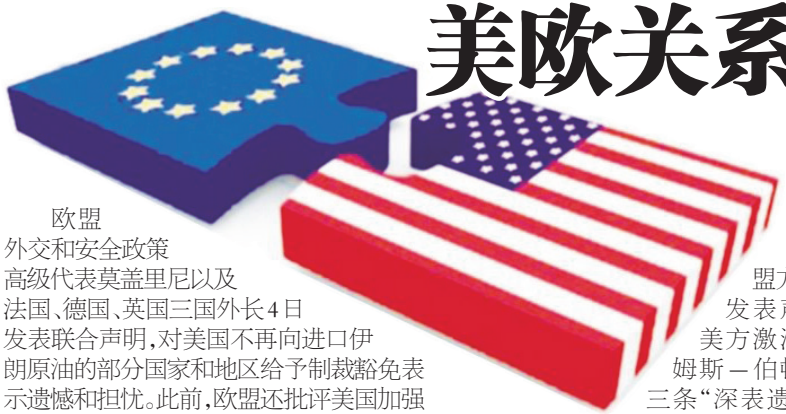 美欧关系
欧盟
外交和安全政策
高级代表莫盖里尼以及
法国、德国、英国三国外长4日
发表联合声明,对美国不再向进口伊
朗原油的部分国家和地区给予制裁豁免表
示遗憾和担忧。此前,欧盟还批评美国加强
盟方
发表声
美方激活
姆斯－伯顿
三条“深表遗